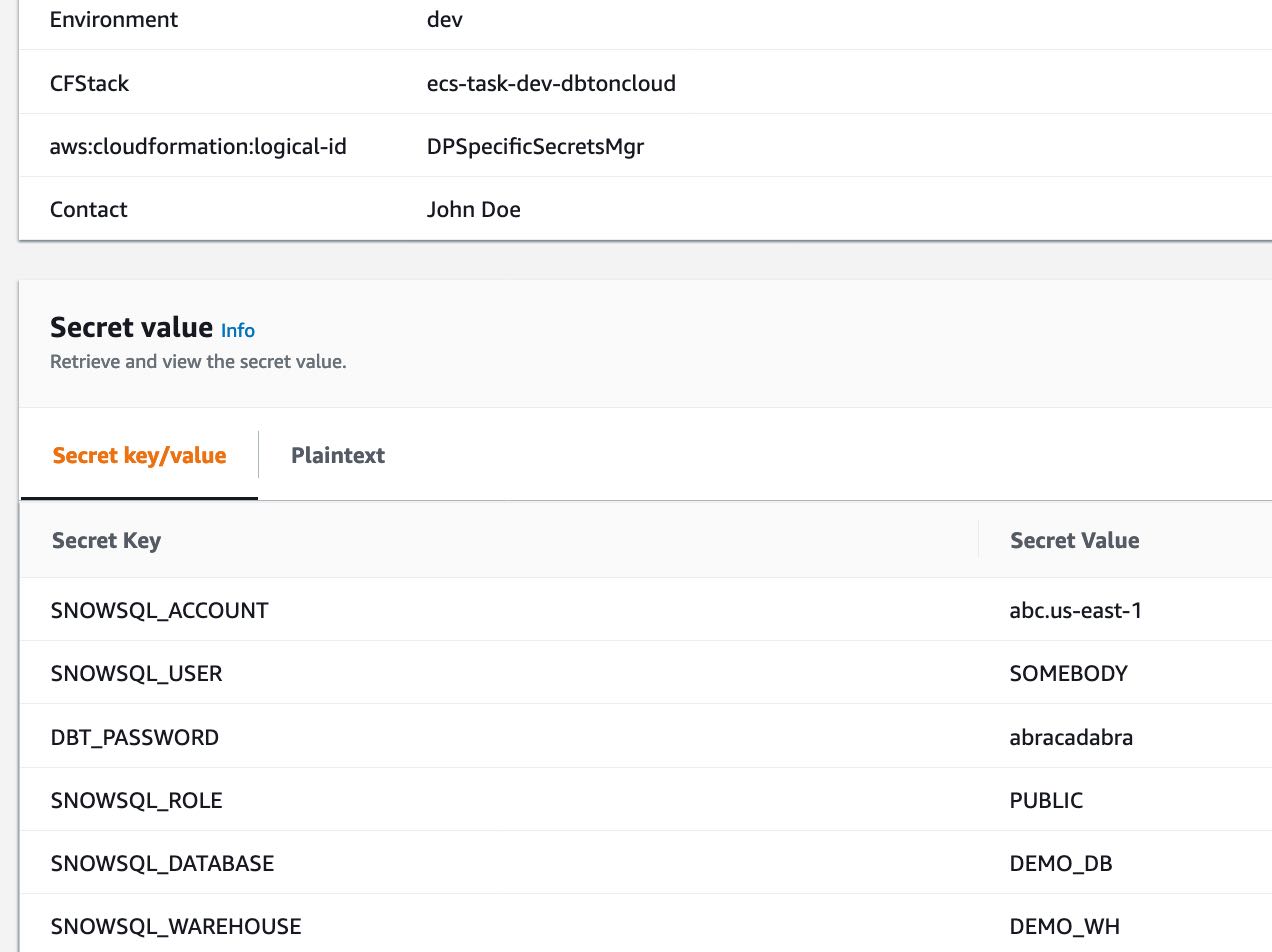 Environment dev
CFStack ecs-task-dev-dbtoncloud
aws:cloudformation:logical-id DPSpecificSecretsMgr
Contact John Doe
Secret value Info
Retrieve and view the secret value.
Secret key/value Plaintext
Secret Key Secret Value
SNOWSQL_ACCOUNT abc.us-east-1
SNOWSQL_USER SOMEBODY
DBT_PASSWORD abracadabra
SNOWSQL_ROLE PUBLIC
SNOWSQL_DATABASE DEMO_DB
SNOWSQL_WAREHOUSE DEMO_WH